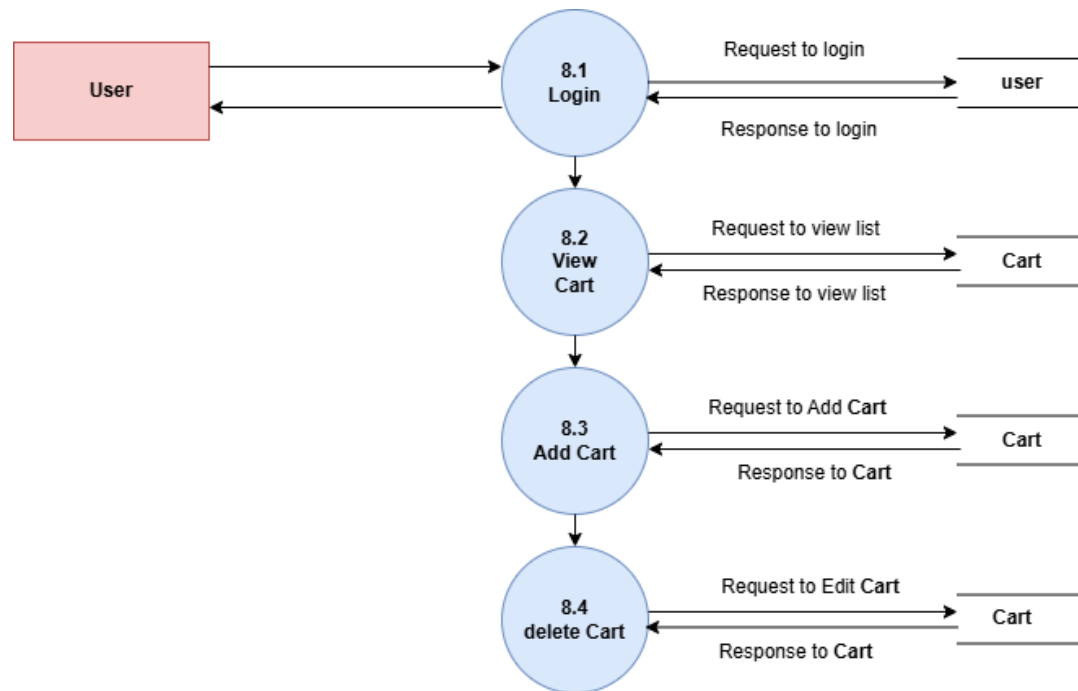 User
8.1
Login
Request to login
Response to login
user
8.2
View
Cart
Request to view list
Response to view list
Cart
8.3
Add Cart
Request to Add Cart
Response to Cart
Cart
8.4
delete Cart
Request to Edit Cart
Response to Cart
Cart